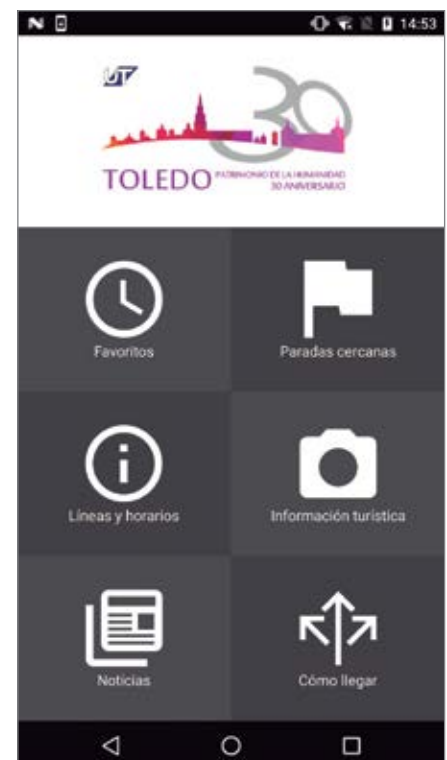 14:53
UT
30
TOLEDO
PATRIMONIO DE LA HUMANIDAD
30 ANIVERSARIO
Favoritos
Paradas cercanas
Líneas y horarios
Información turística
Noticias
Cómo llegar